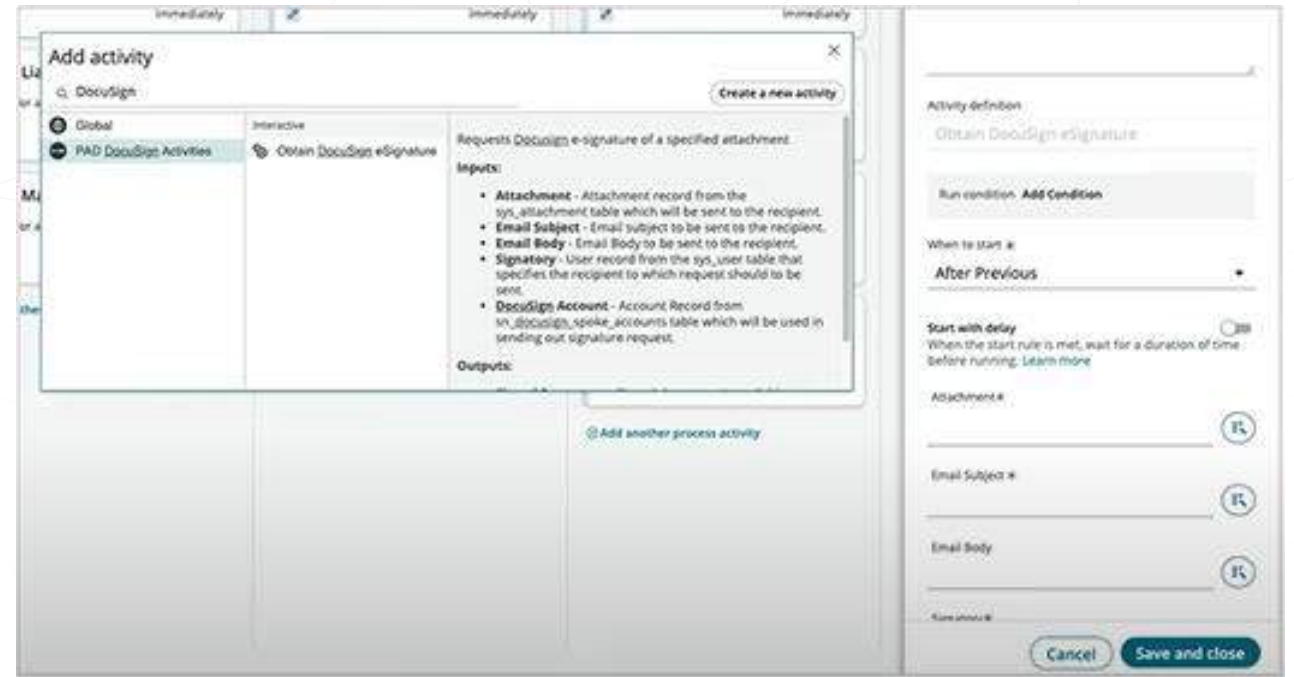 immediately
immediately
immediately
Add activity
DocuSign
Create a new activity
Global
PAD DocuSign Activities
Interactive
Obtain DocuSign eSignature
Requests Docusign e-signature of a specified attachment
Inputs:
• Attachment - Attachment record from the
sys_attachment table which will be sent to the recipient.
• Email Subject - Email subject to be sent to the recipient.
• Email Body - Email Body to be sent to the recipient.
• Signatory - User record from the sys_user table that
specifies the recipient to which request should to be
sent.
• DocuSign Account - Account Record from
sn_docusign_spoke_accounts table which will be used in
sending out signature request.
Outputs:
Add another process activity
Activity definition
Obtain DocuSign eSignature
Run condition Add Condition
When to start *
After Previous
Start with delay
When the start rule is met, wait for a duration of time
before running. Learn more
Attachment *
Email Subject *
Email Body
Signatory *
Cancel
Save and close